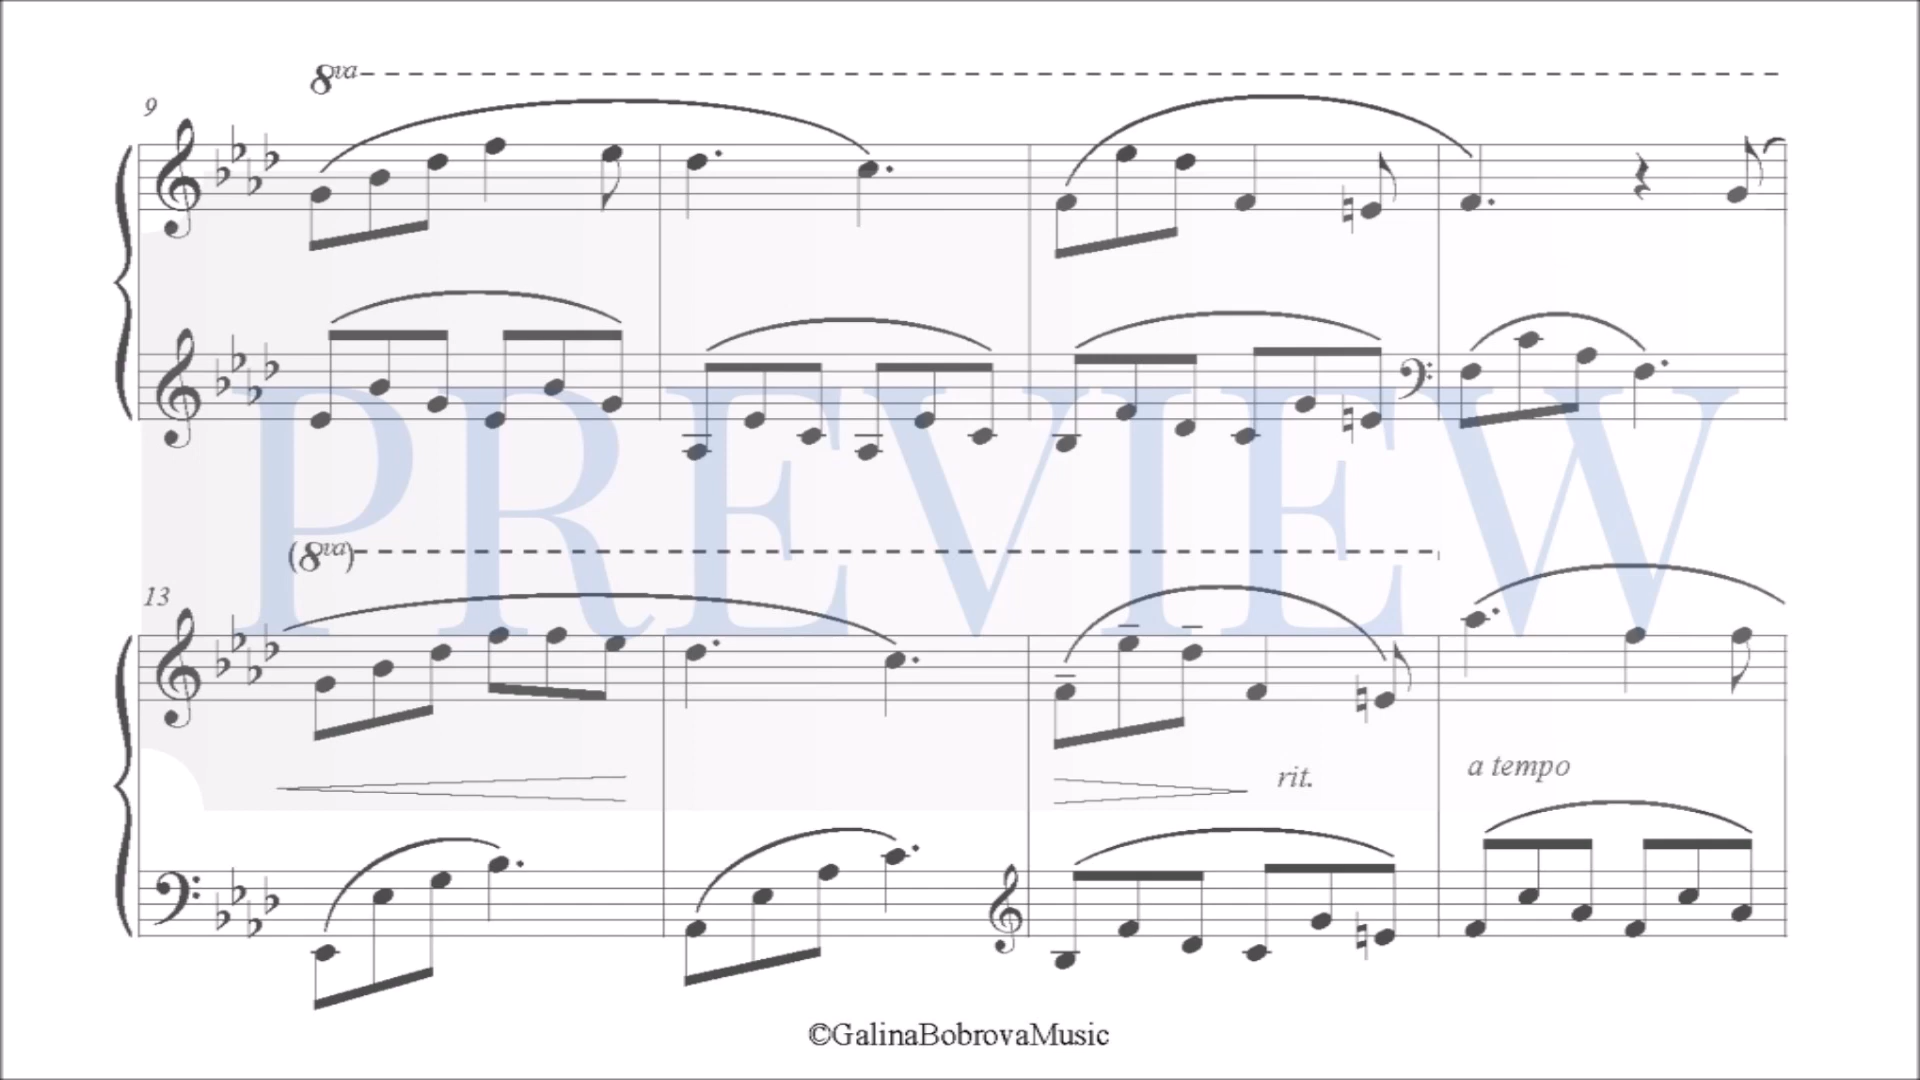 8va
9
PREVIEW
(8va)
13
rit.
a tempo
©GalinaBobrovaMusic